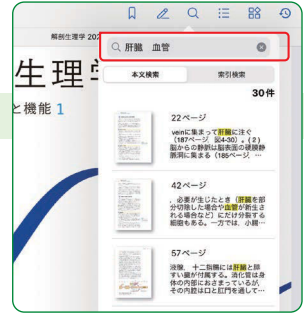 解剖生理学 202
肝臓 血管
生理
と機能 1
本文検索
索引検索
30件
22ページ
veinに集まって肝臓に注ぐ
(187ページ 図4-30)。(2)
脳からの静脈は脳表面の硬膜静
脈洞に集まる(185ページ …
42ページ
、必要が生じたとき(肝臓を部
分切除した場合や血管が新生さ
れる場合など)にだけ分裂する
細胞もある。一方では、小腸…
57ページ
液腺、十二指腸には肝臓と膵
すい臓が付属する。消化管は身
体の内部におさまっているが、
その内腔は口と肛門を通して…